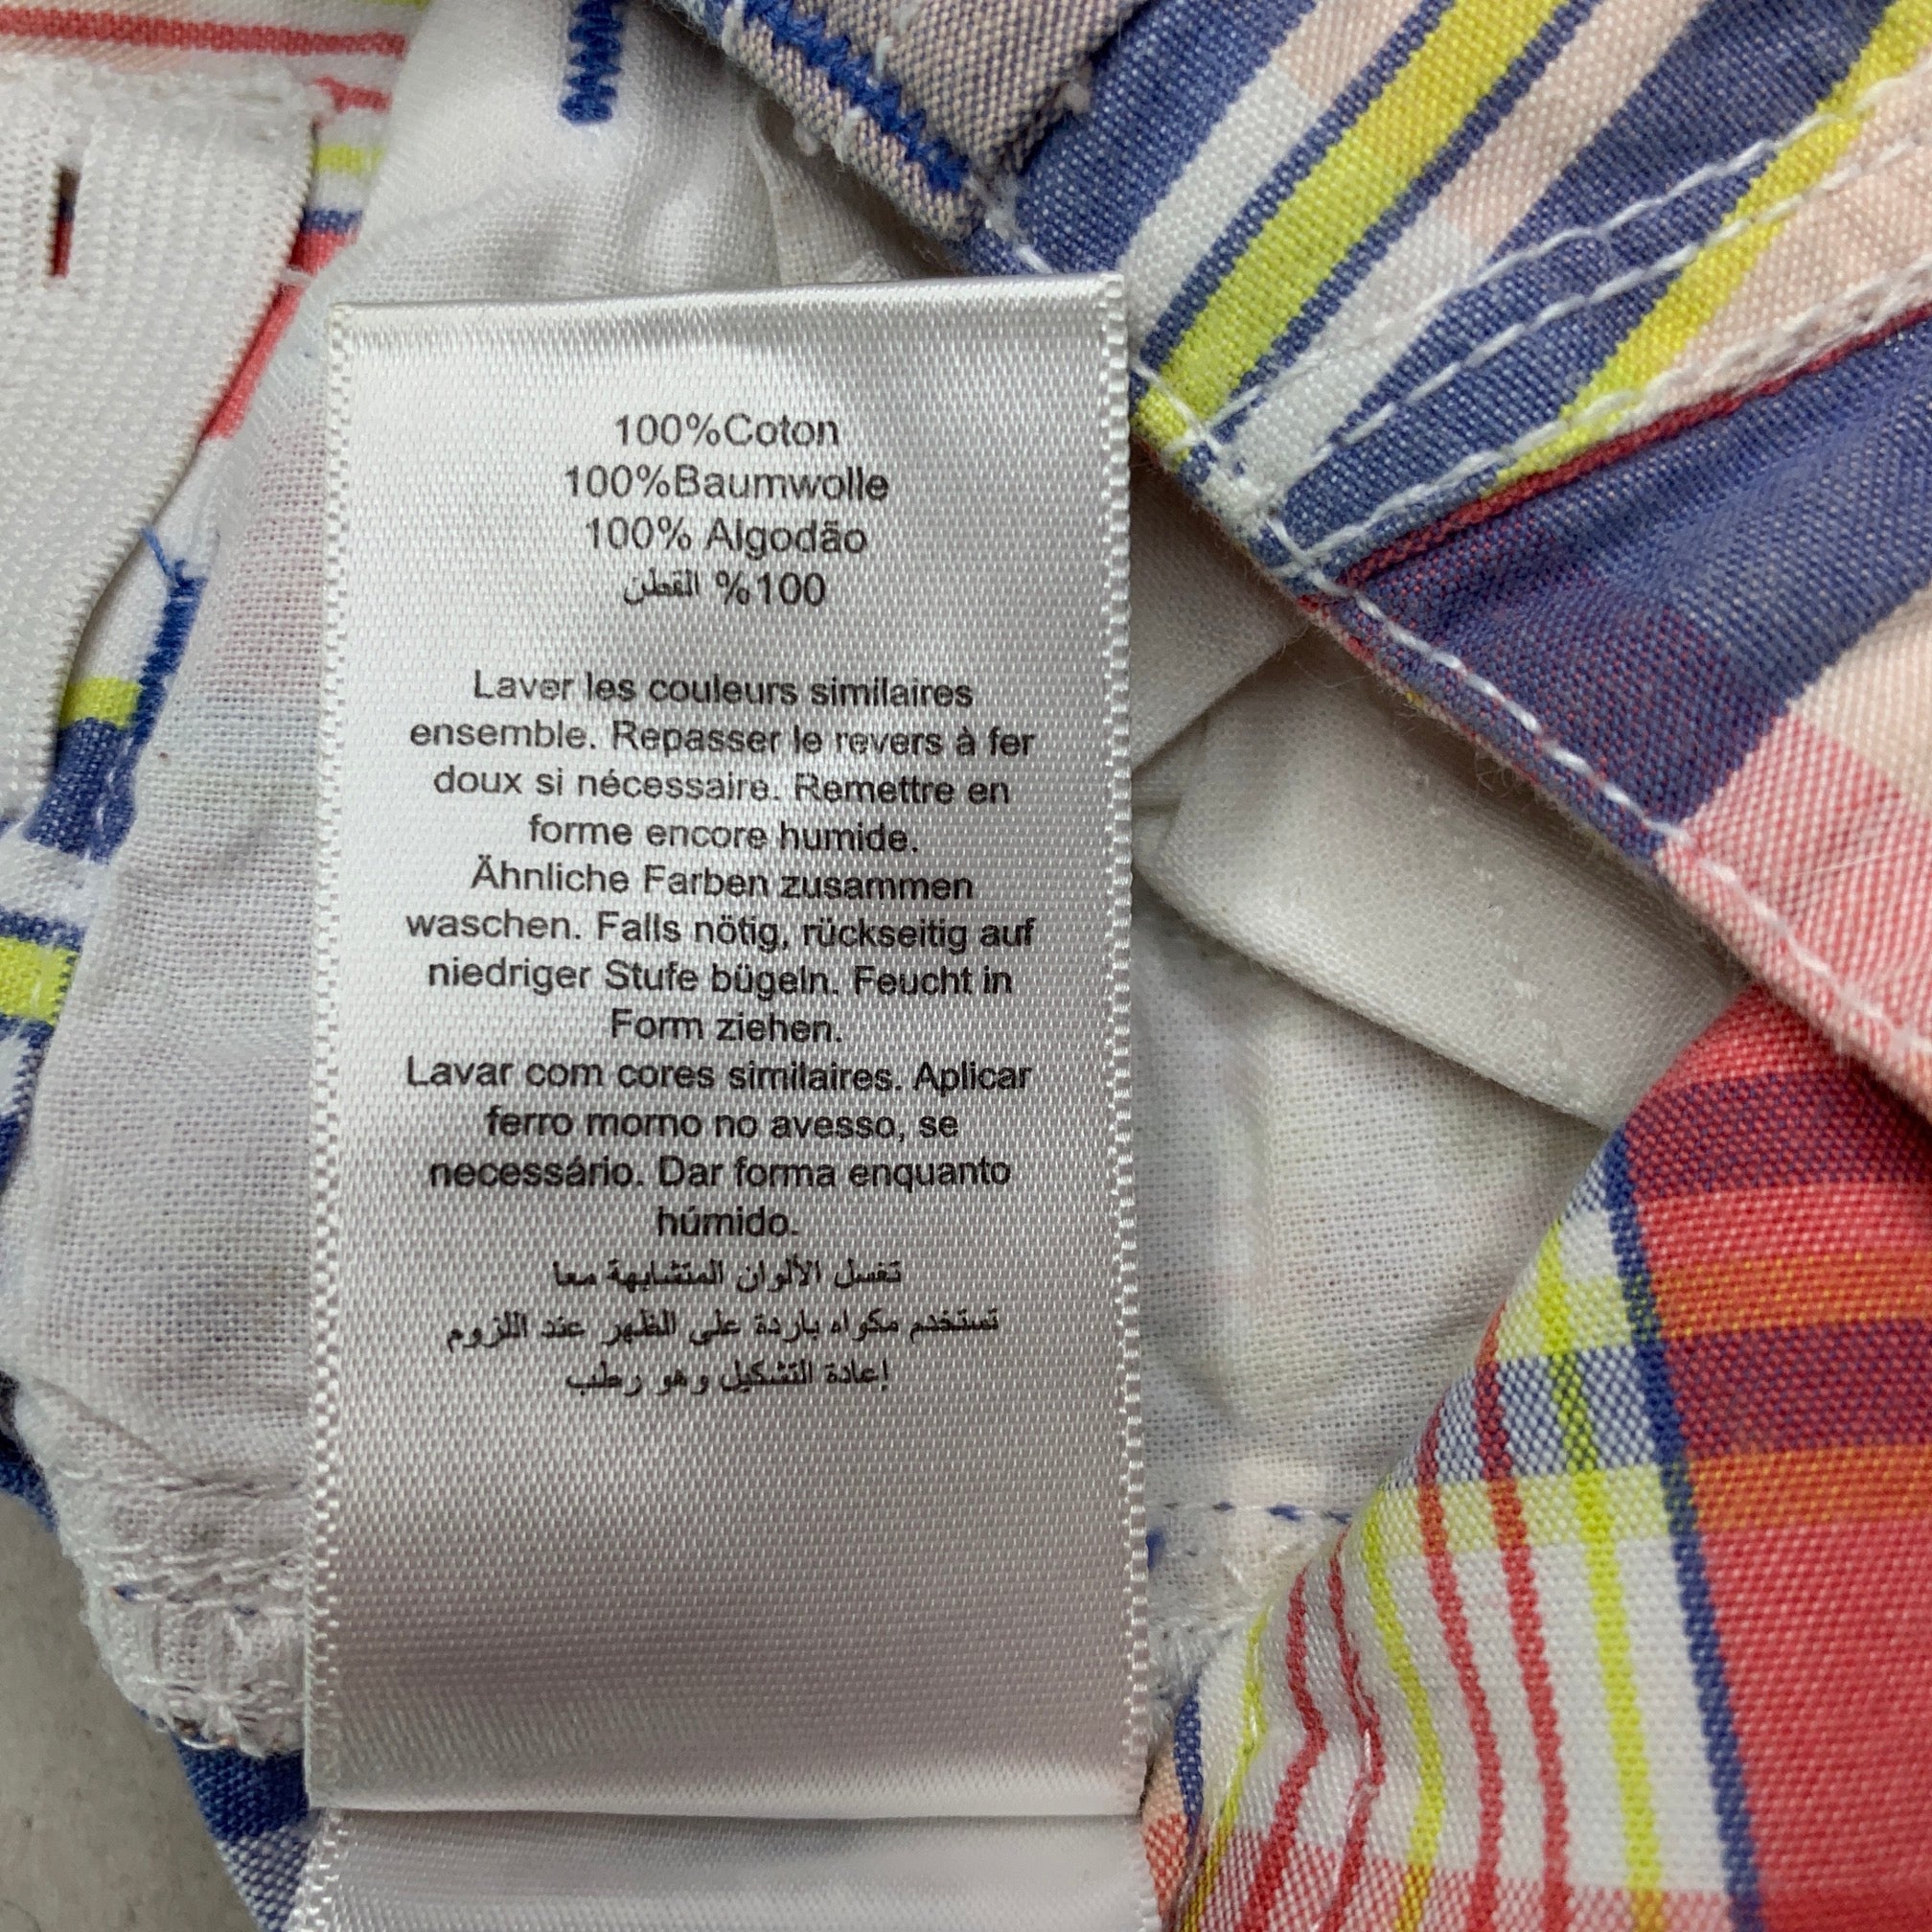 100%Coton
100%Baumwolle
100% Algodão
100% القطن
Laver les couleurs similaires
ensemble. Repasser le revers à fer
doux si nécessaire. Remettre en
forme encore humide.
Ähnliche Farben zusammen
waschen. Falls nötig, rückseitig auf
niedriger Stufe bügeln. Feucht in
Form ziehen.
Lavar com cores similaires. Aplicar
ferro morno no avesso, se
necessário. Dar forma enquanto
húmido.
تغسل الألوان المتشابهة معا
تستخدم مكواه باردة على الظهر عند اللزوم
إعادة التشكيل وهو رطب